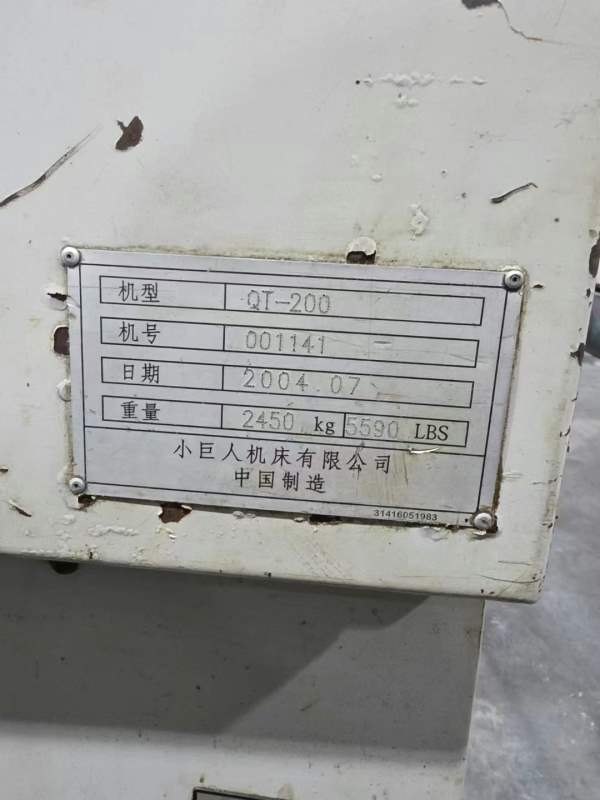 机型 QT-200
机号 001141
日期 2004.07
重量 2450 kg 5590 LBS
小巨人机床有限公司
中国制造
31416051983